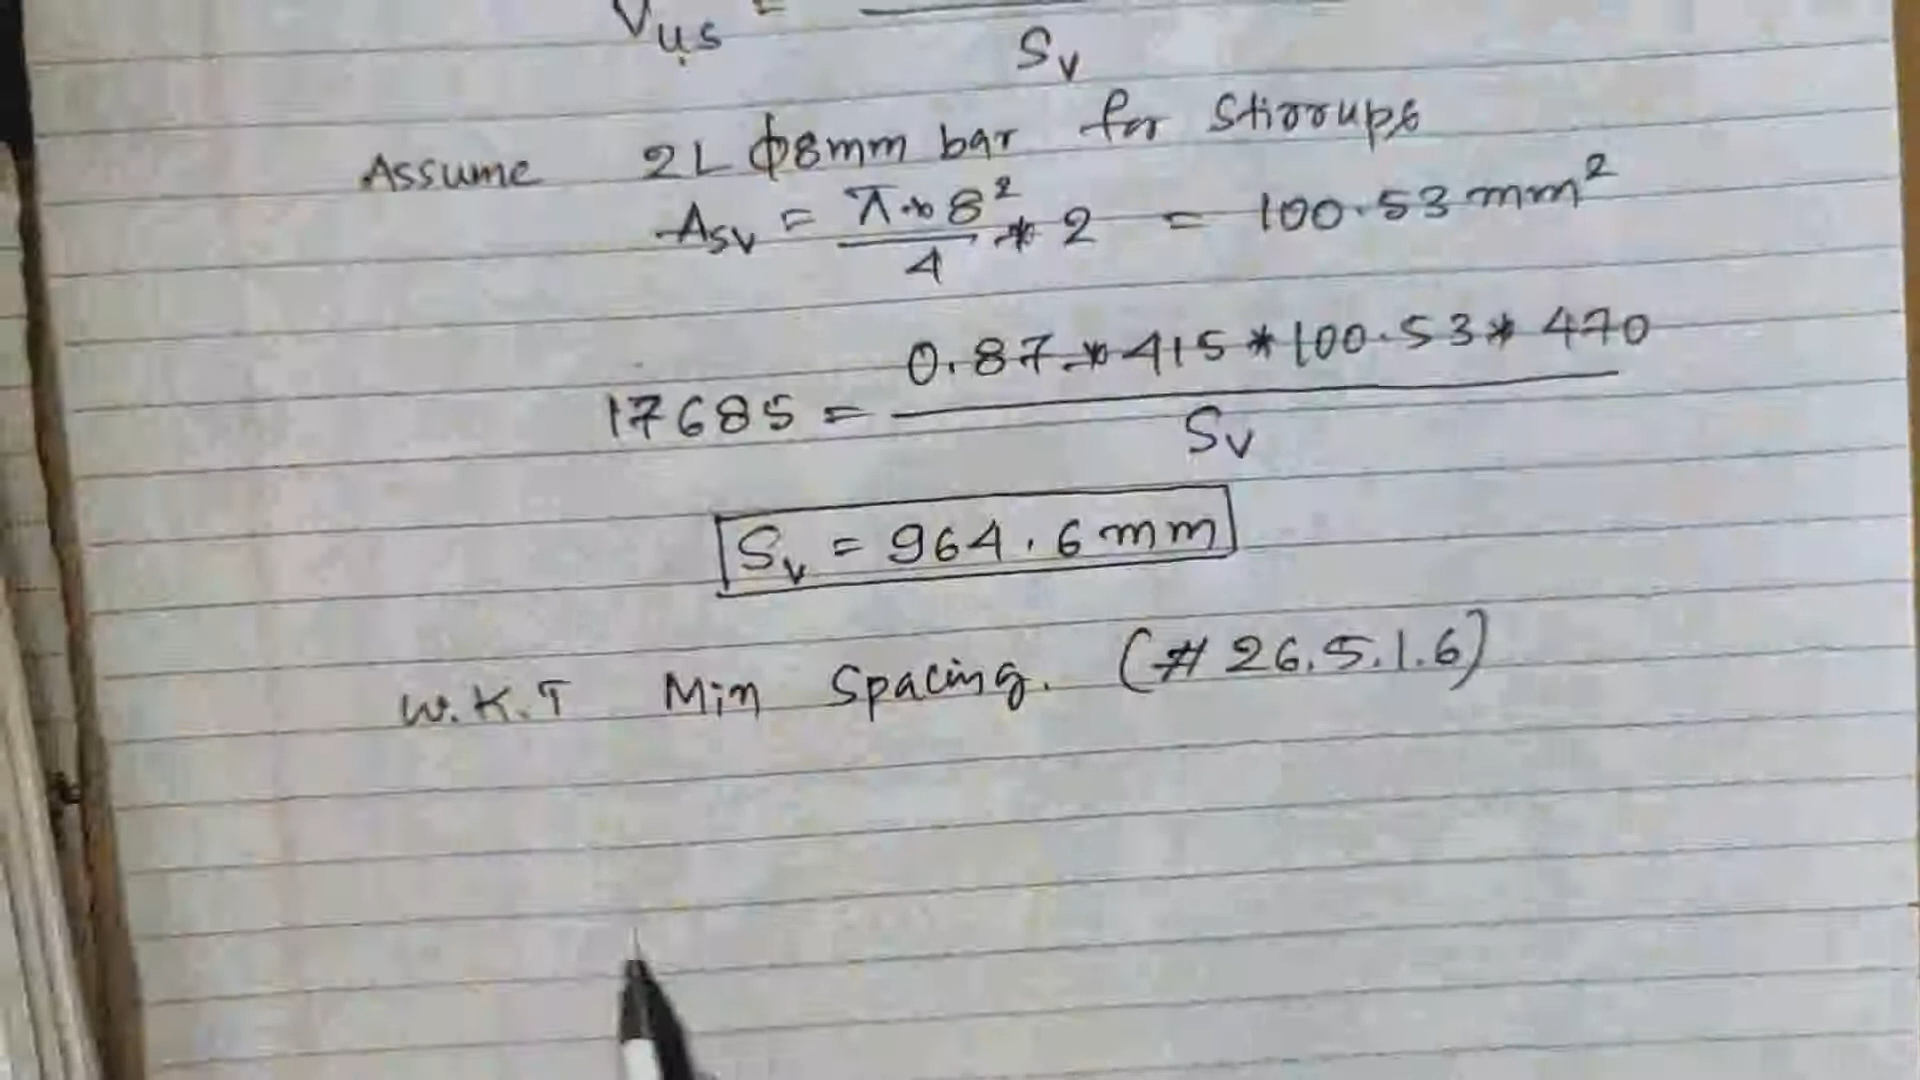 Vus =
Sv
Assume 2L ϕ8mm bar for Stirrups
Asv = π*8²/4 * 2 = 100.53 mm²
17685 = 0.87*415*100.53*470 / Sv
Sv = 964.6 mm
W.K.T Min Spacing. (# 26.5.1.6)